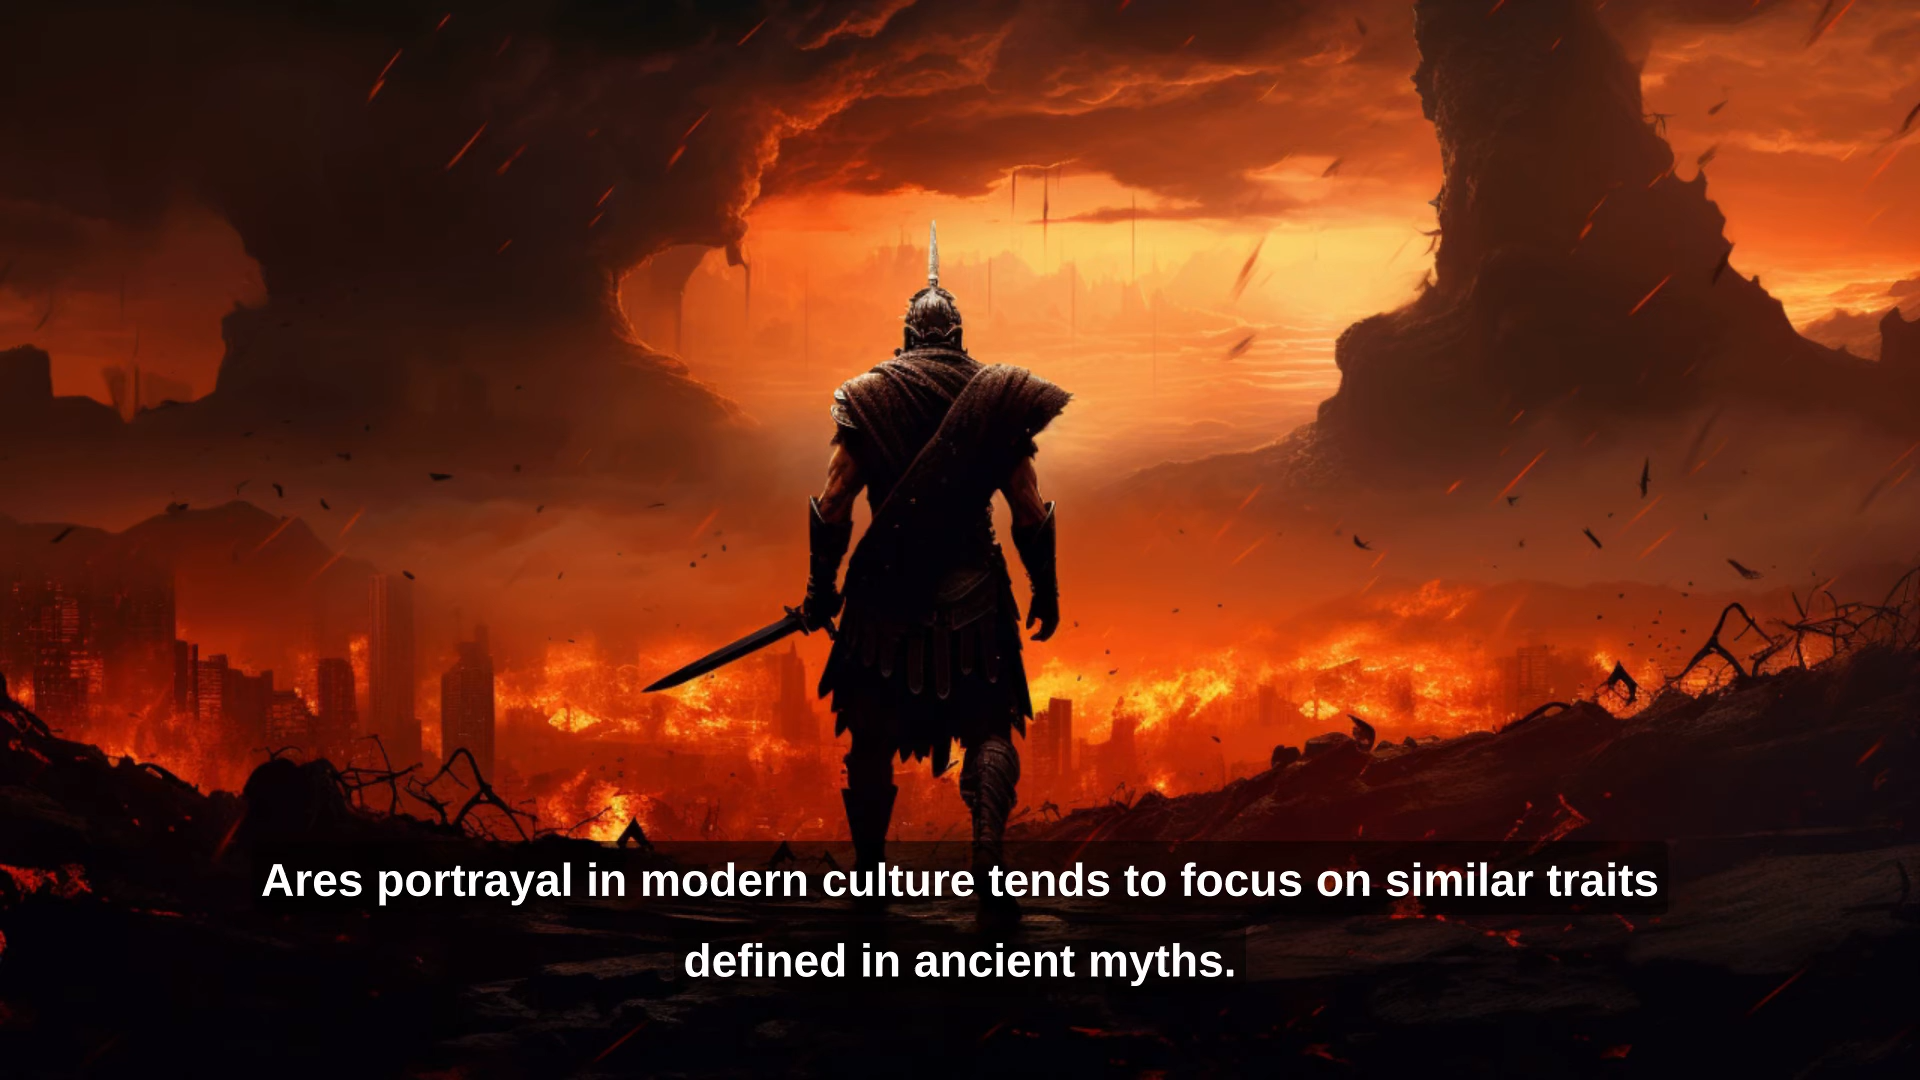 Ares portrayal in modern culture tends to focus on similar traits
defined in ancient myths.